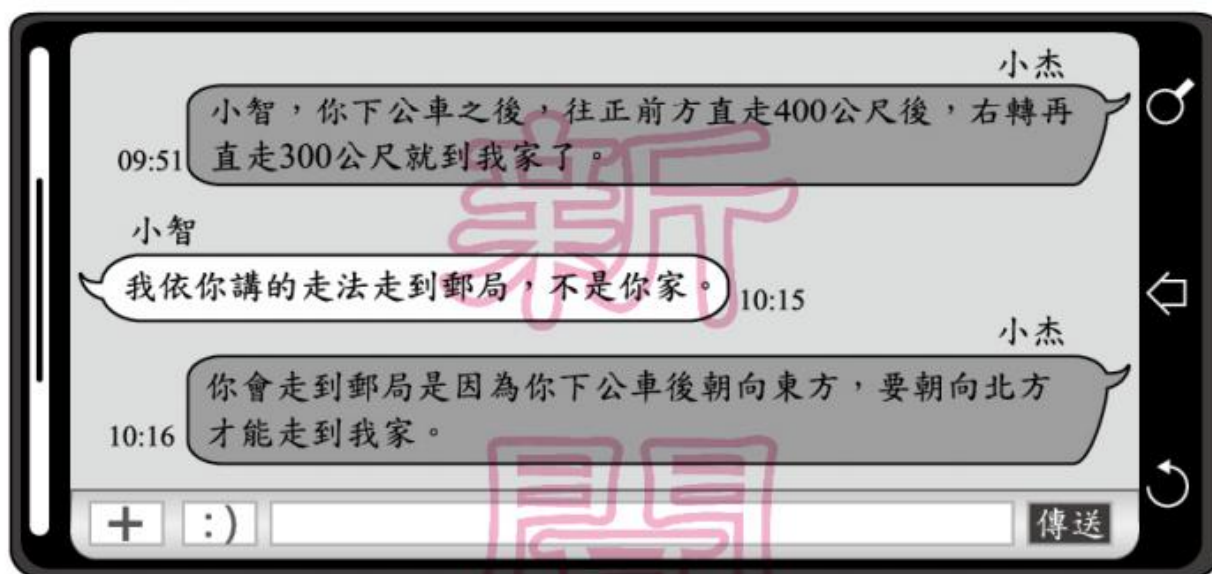 小杰
小智，你下公車之後，往正前方直走400公尺後，右轉再
09:51 直走300公尺就到我家了。
小智
我依你講的走法走到郵局，不是你家。 10:15
小杰
你會走到郵局是因為你下公車後朝向東方，要朝向北方
10:16 才能走到我家。
新
聞
+ :) 傳送